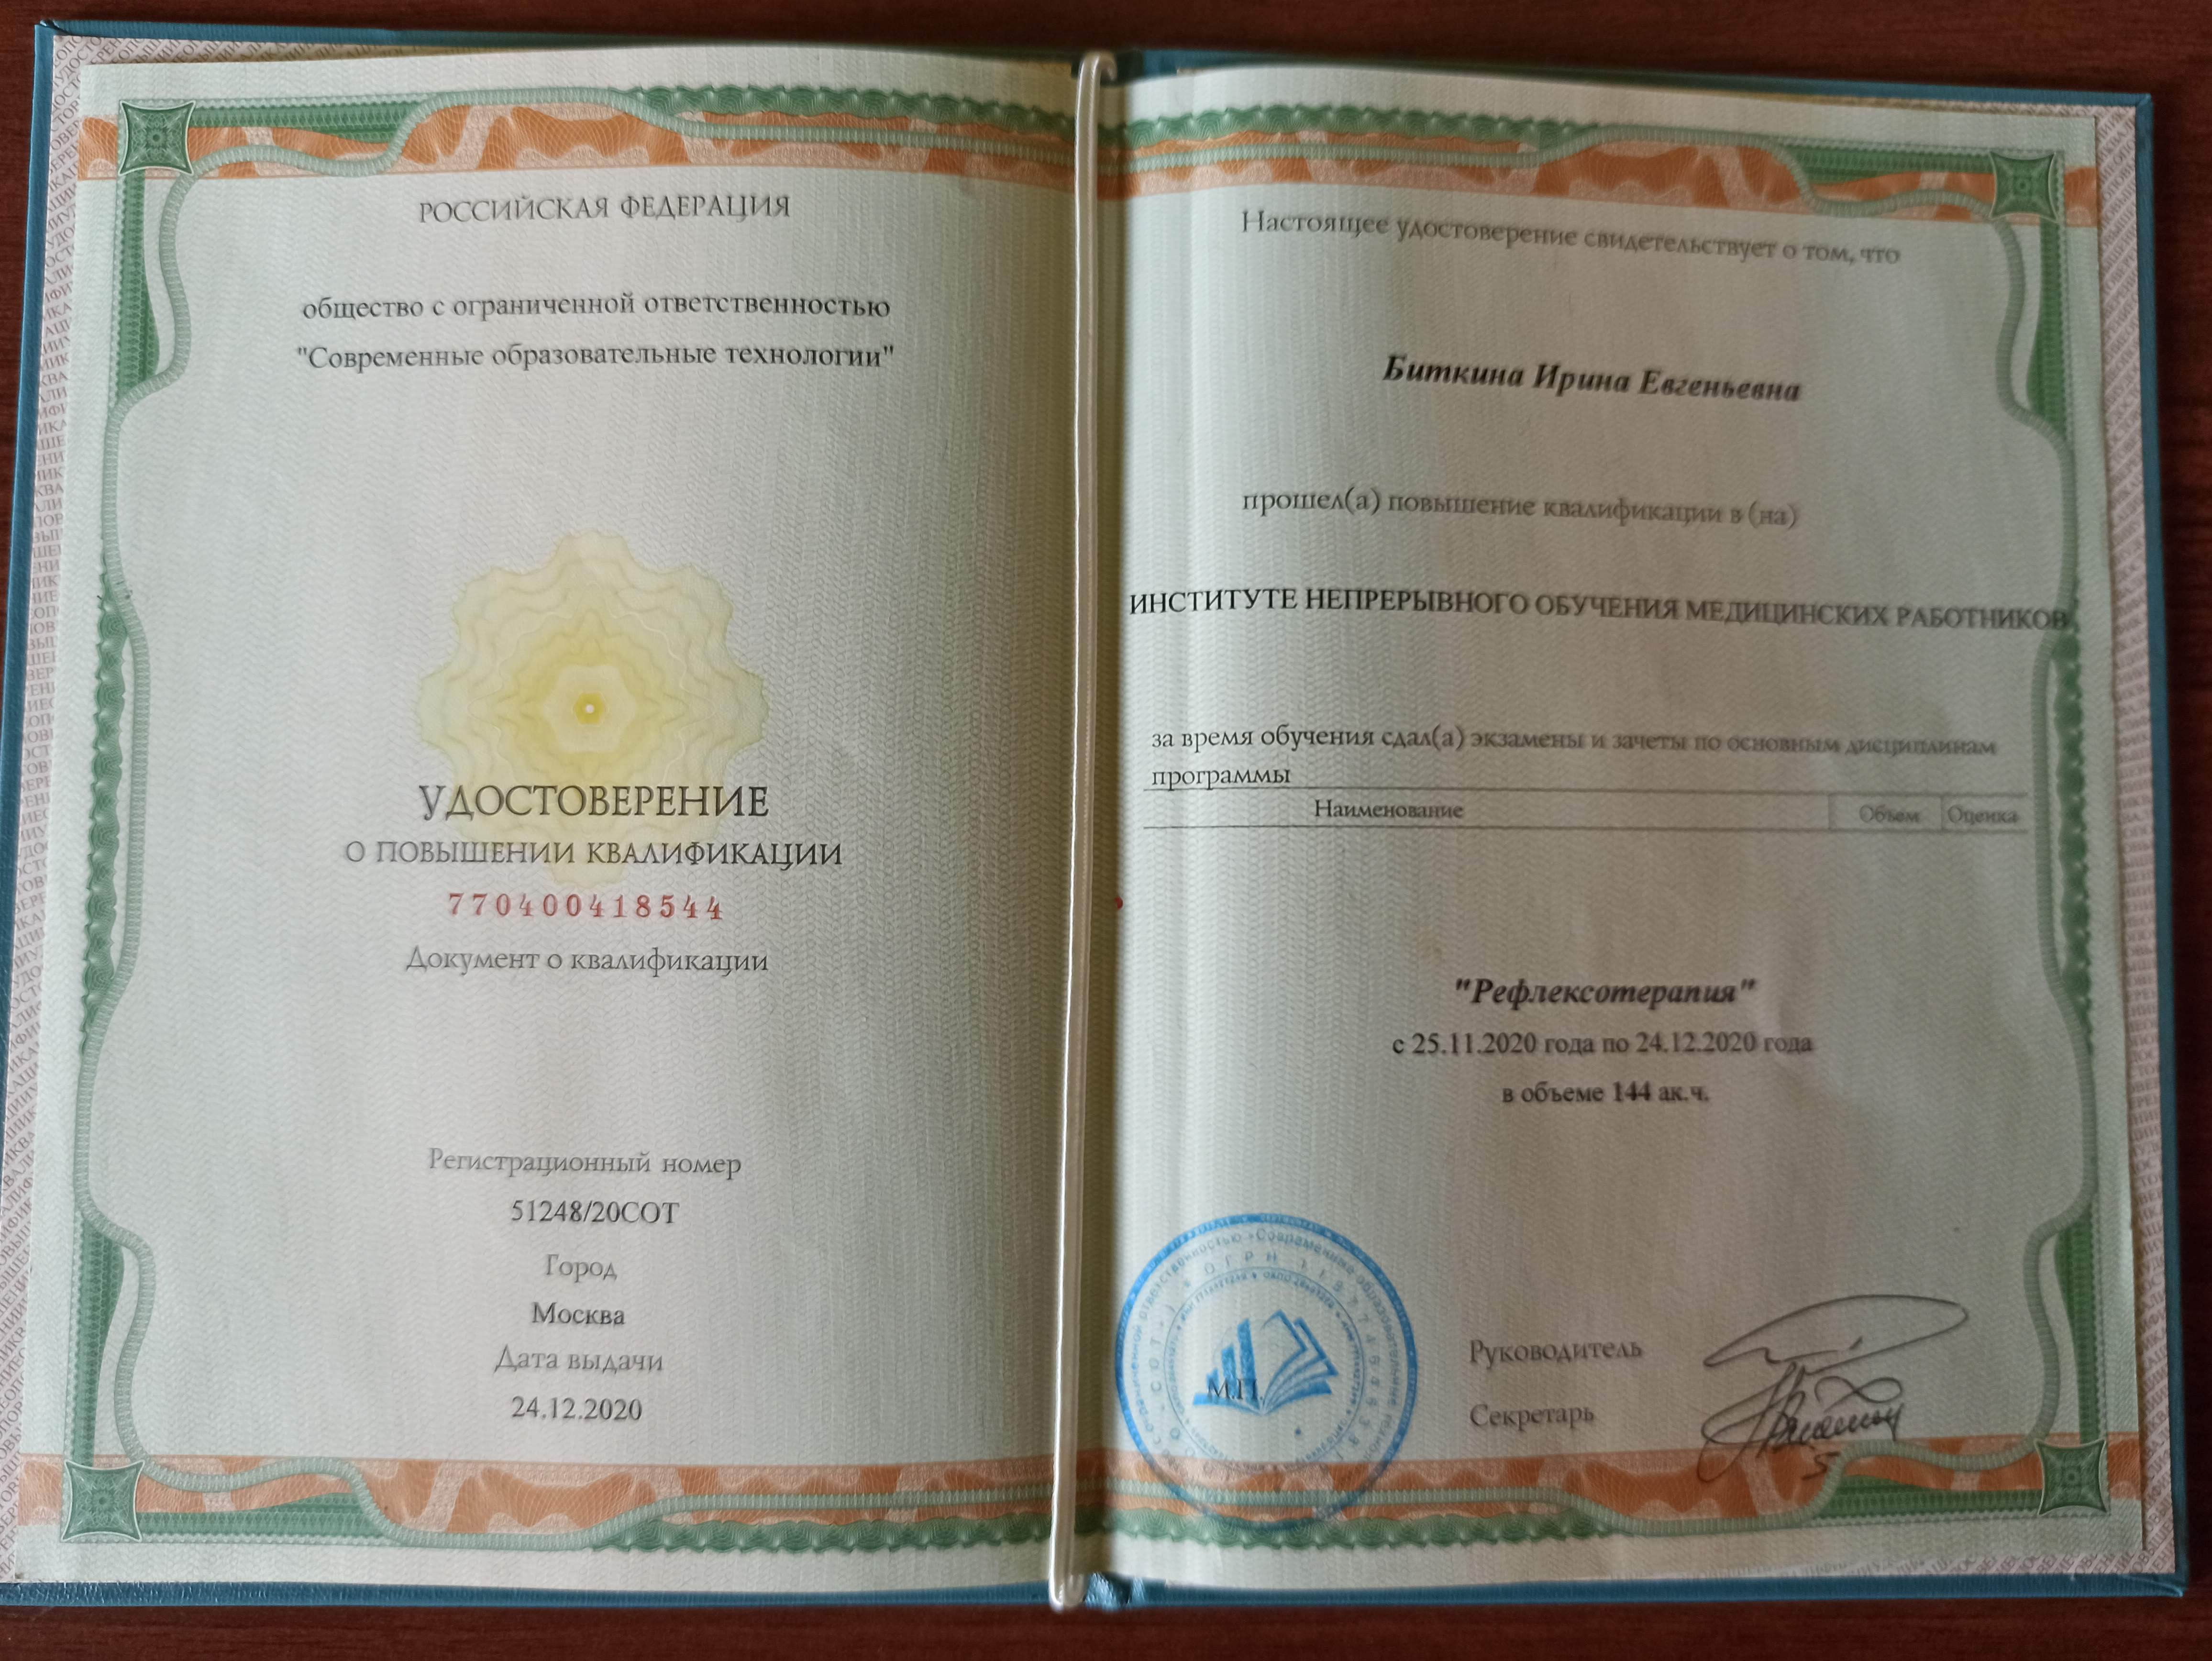 РОССИЙСКАЯ ФЕДЕРАЦИЯ
общество с ограниченной ответственностью
"Современные образовательные технологии"
УДОСТОВЕРЕНИЕ
О ПОВЫШЕНИИ КВАЛИФИКАЦИИ
770400418544
Документ о квалификации
Регистрационный номер
51248/20СОТ
Город
Москва
Дата выдачи
24.12.2020
Настоящее удостоверение свидетельствует о том, что
Биткина Ирина Евгеньевна
прошел(а) повышение квалификации в (на)
ИНСТИТУТЕ НЕПРЕРЫВНОГО ОБУЧЕНИЯ МЕДИЦИНСКИХ РАБОТНИКОВ
за время обучения сдал(а) экзамены и зачеты по основным дисциплинам
программы
Наименование Объем Оценка
"Рефлексотерапия"
с 25.11.2020 года по 24.12.2020 года
в объеме 144 ак.ч.
М.П.
Руководитель
Секретарь